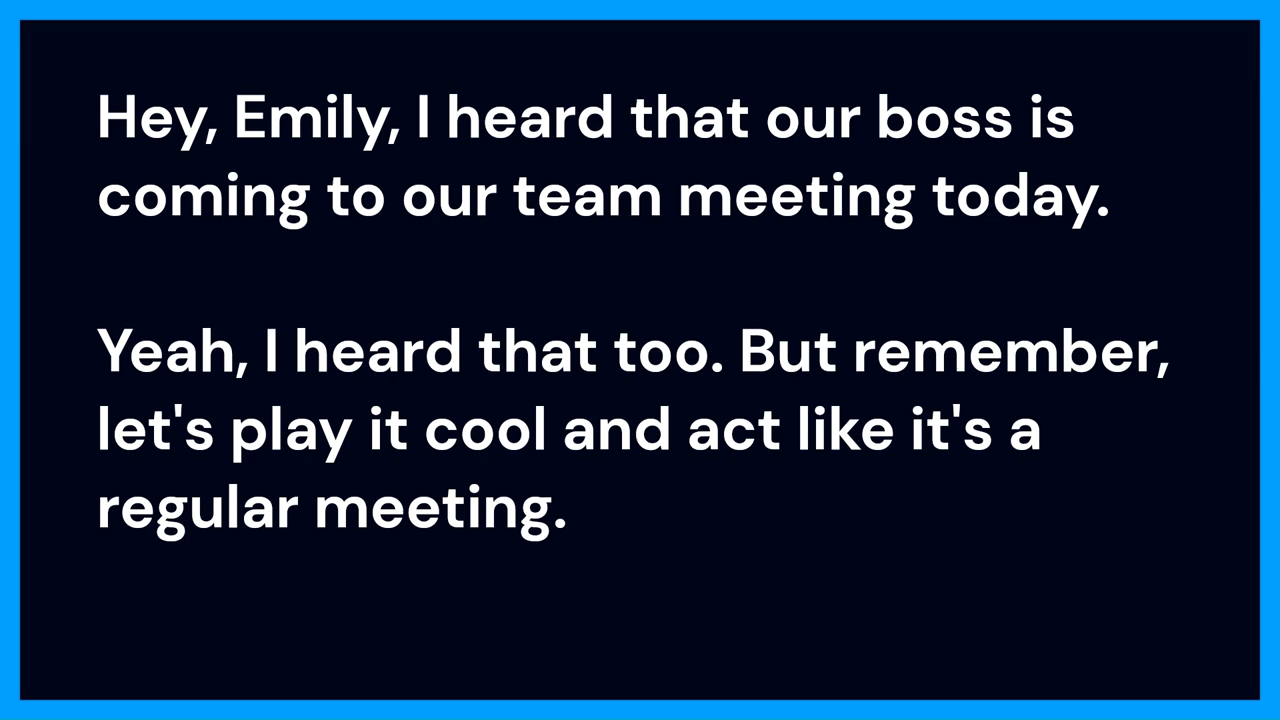 Hey, Emily, I heard that our boss is
coming to our team meeting today.
Yeah, I heard that too. But remember,
let's play it cool and act like it's a
regular meeting.